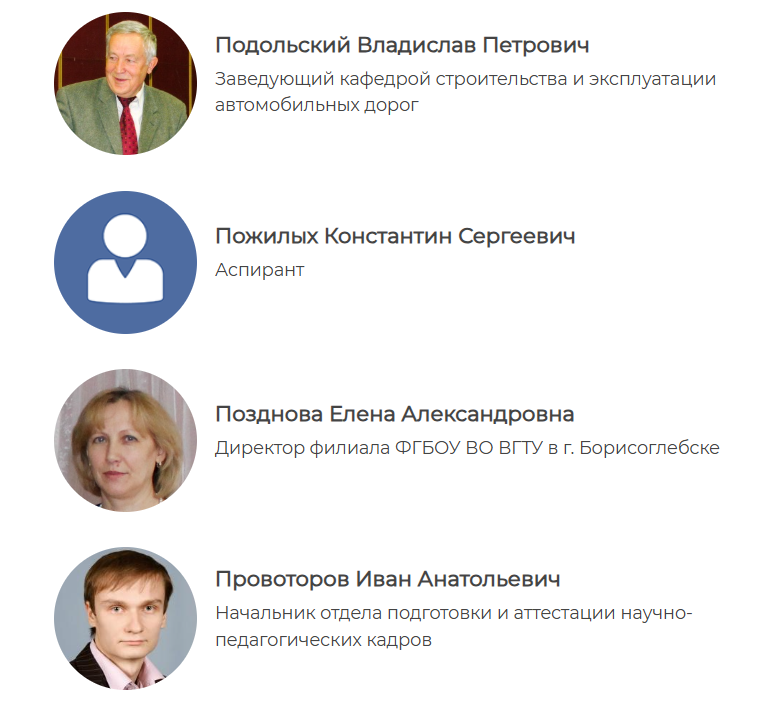 Подольский Владислав Петрович
Заведующий кафедрой строительства и эксплуатации
автомобильных дорог
Пожилых Константин Сергеевич
Аспирант
Позднова Елена Александровна
Директор филиала ФГБОУ ВО ВГТУ в г. Борисоглебске
Провоторов Иван Анатольевич
Начальник отдела подготовки и аттестации научно-
педагогических кадров